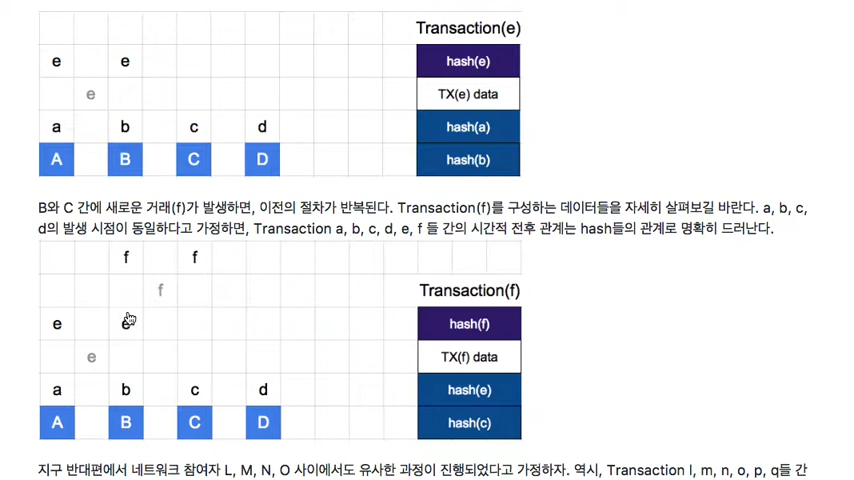 Transaction(e)
e e hash(e)
e TX(e) data
a b c d hash(a)
A B C D hash(b)
B와 C 간에 새로운 거래(f)가 발생하면, 이전의 절차가 반복된다. Transaction(f)를 구성하는 데이터들을 자세히 살펴보길 바란다. a, b, c,
d의 발생 시점이 동일하다고 가정하면, Transaction a, b, c, d, e, f 들 간의 시간적 전후 관계는 hash들의 관계로 명확히 드러난다.
f f
f Transaction(f)
e e hash(f)
e TX(f) data
a b c d hash(e)
A B C D hash(c)
지구 반대편에서 네트워크 참여자 L, M, N, O 사이에서도 유사한 과정이 진행되었다고 가정하자. 역시, Transaction l, m, n, o, p, q들 간